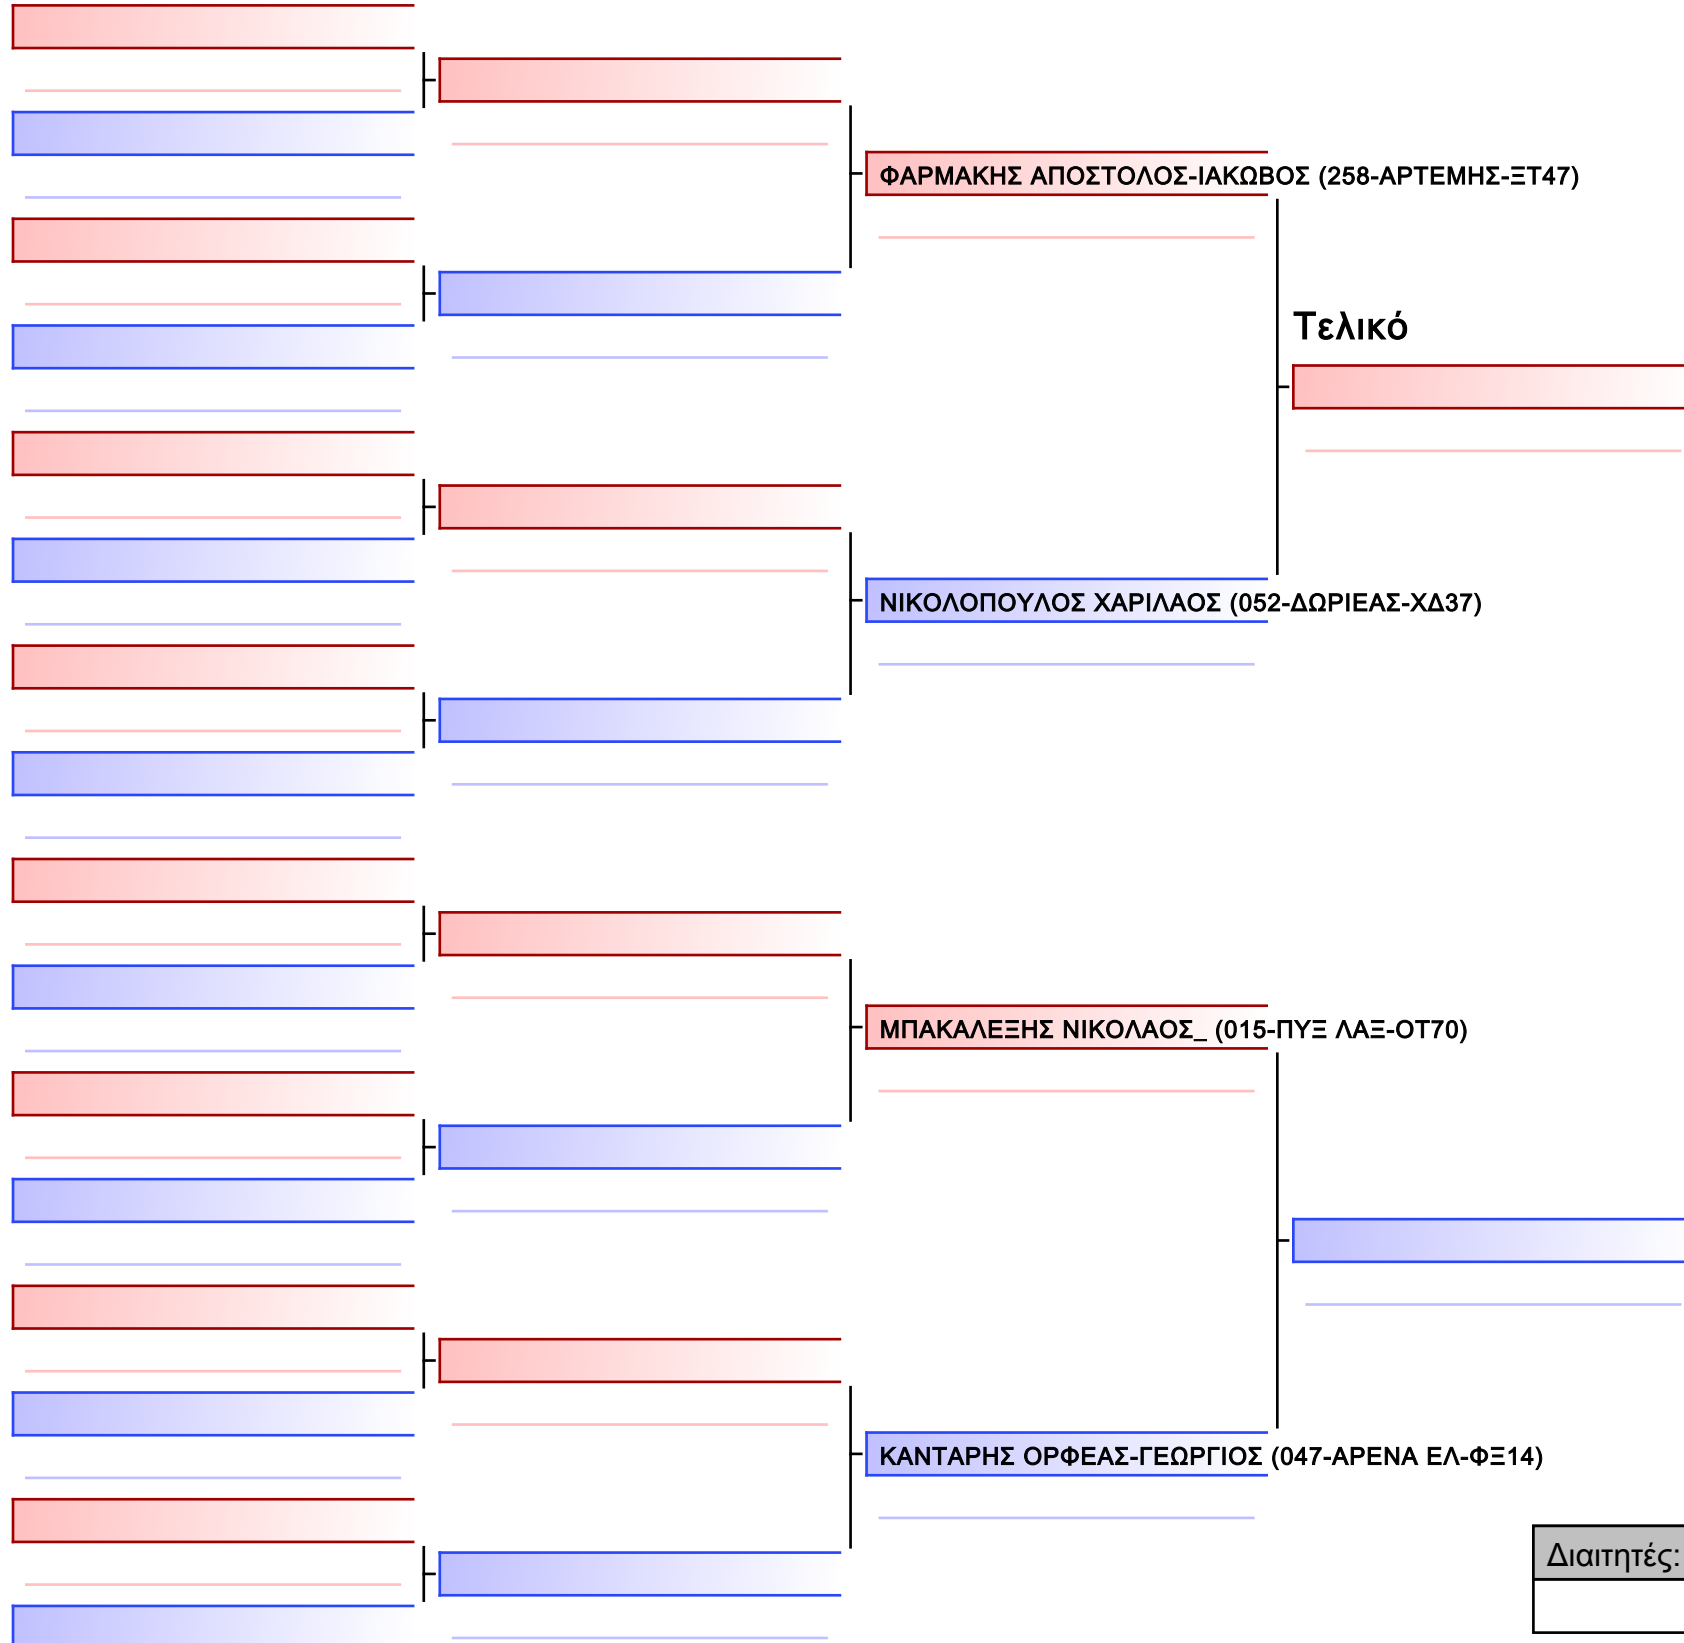 ΦΑΡΜΑΚΗΣ ΑΠΟΣΤΟΛΟΣ-ΙΑΚΩΒΟΣ (258-ΑΡΤΕΜΗΣ-ΞΤ47)
Τελικό
ΝΙΚΟΛΟΠΟΥΛΟΣ ΧΑΡΙΛΑΟΣ (052-ΔΩΡΙΕΑΣ-ΧΔ37)
ΜΠΑΚΑΛΕΞΗΣ ΝΙΚΟΛΑΟΣ_ (015-ΠΥΞ ΛΑΞ-ΟΤ70)
ΚΑΝΤΑΡΗΣ ΟΡΦΕΑΣ-ΓΕΩΡΓΙΟΣ (047-ΑΡΕΝΑ ΕΛ-ΦΞ14)
Διαιτητές: